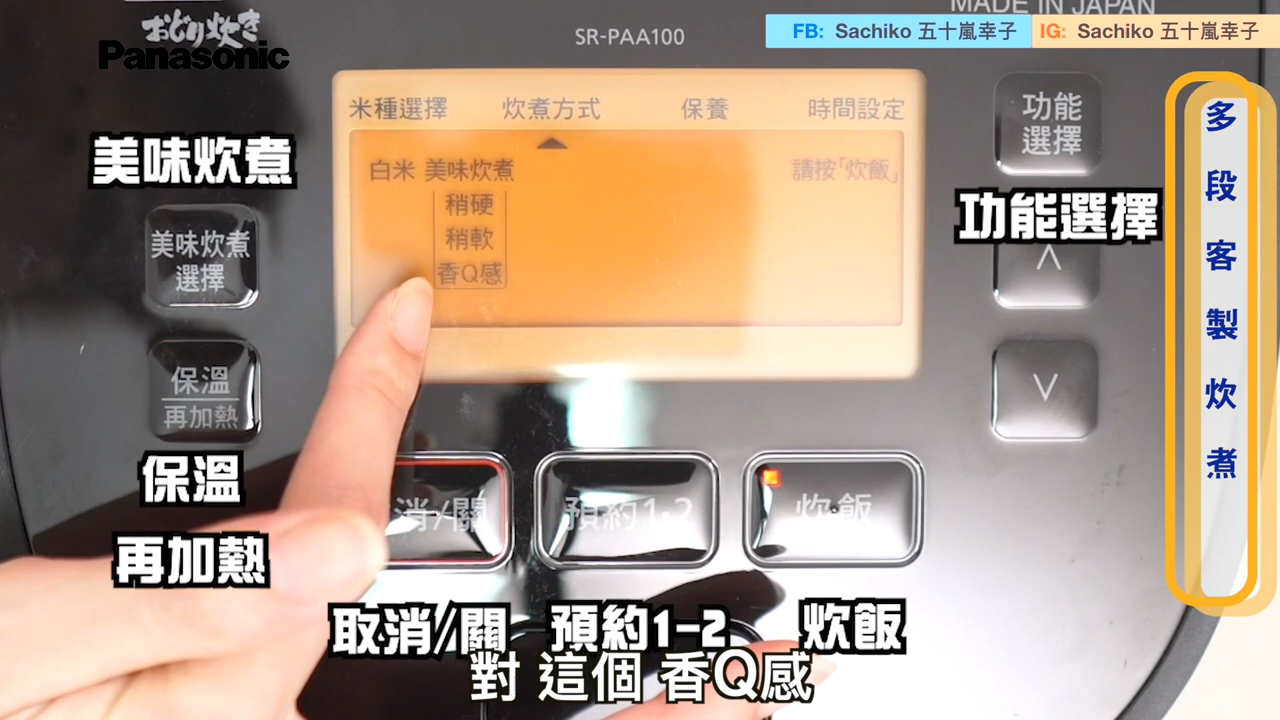 MADE IN JAPAN
おどり炊き
Panasonic
SR-PAA100
FB: Sachiko 五十嵐幸子
IG: Sachiko 五十嵐幸子
米種選擇 炊煮方式 保養 時間設定
白米 美味炊煮 請按「炊飯」
稍硬
稍軟
香Q感
美味炊煮
美味炊煮
選擇
保溫
再加熱
保溫
再加熱
功能
選擇
功能選擇
消/關
預約1·2
炊飯
取消/關 預約1-2 炊飯
對 這個 香Q感
多段客製炊煮